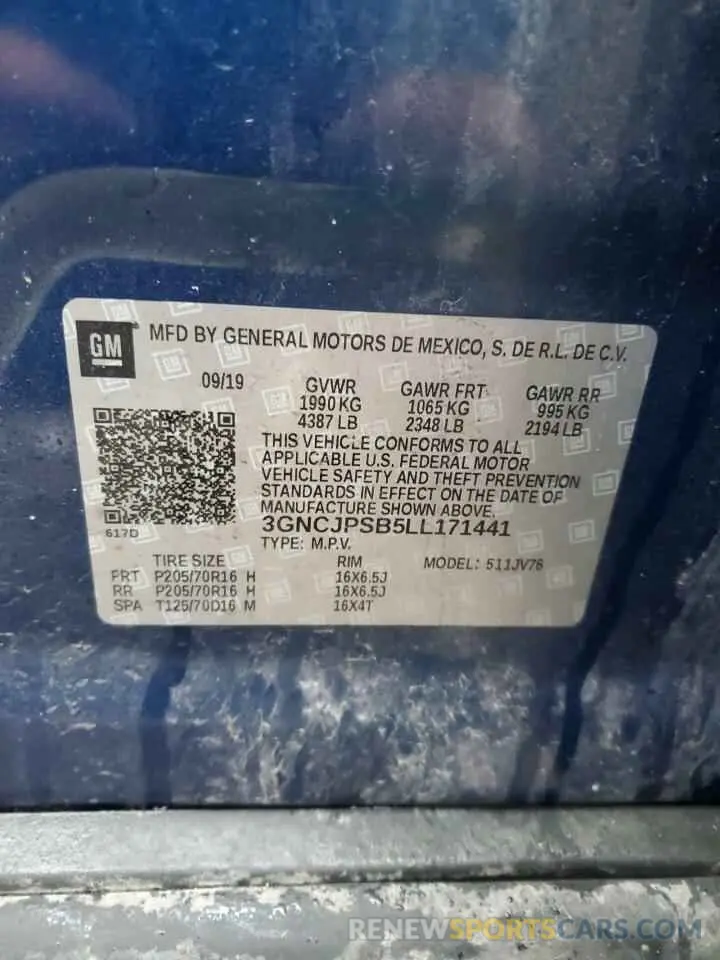 GM MFD BY GENERAL MOTORS DE MEXICO, S. DE R.L. DE C.V.
09/19 GVWR GAWR FRT GAWR RR
1990 KG 1065 KG 995 KG
4387 LB 2348 LB 2194 LB
THIS VEHICLE CONFORMS TO ALL
APPLICABLE U.S. FEDERAL MOTOR
VEHICLE SAFETY AND THEFT PREVENTION
STANDARDS IN EFFECT ON THE DATE OF
MANUFACTURE SHOWN ABOVE.
3GNCJPSB5LL171441
617D
TYPE: M.P.V.
TIRE SIZE RIM MODEL: 511JV76
FRT P205/70R16 H 16X6.5J
RR P205/70R16 H 16X6.5J
SPA T125/70D16 M 16X4T
RENEWSPORTSCARS.COM